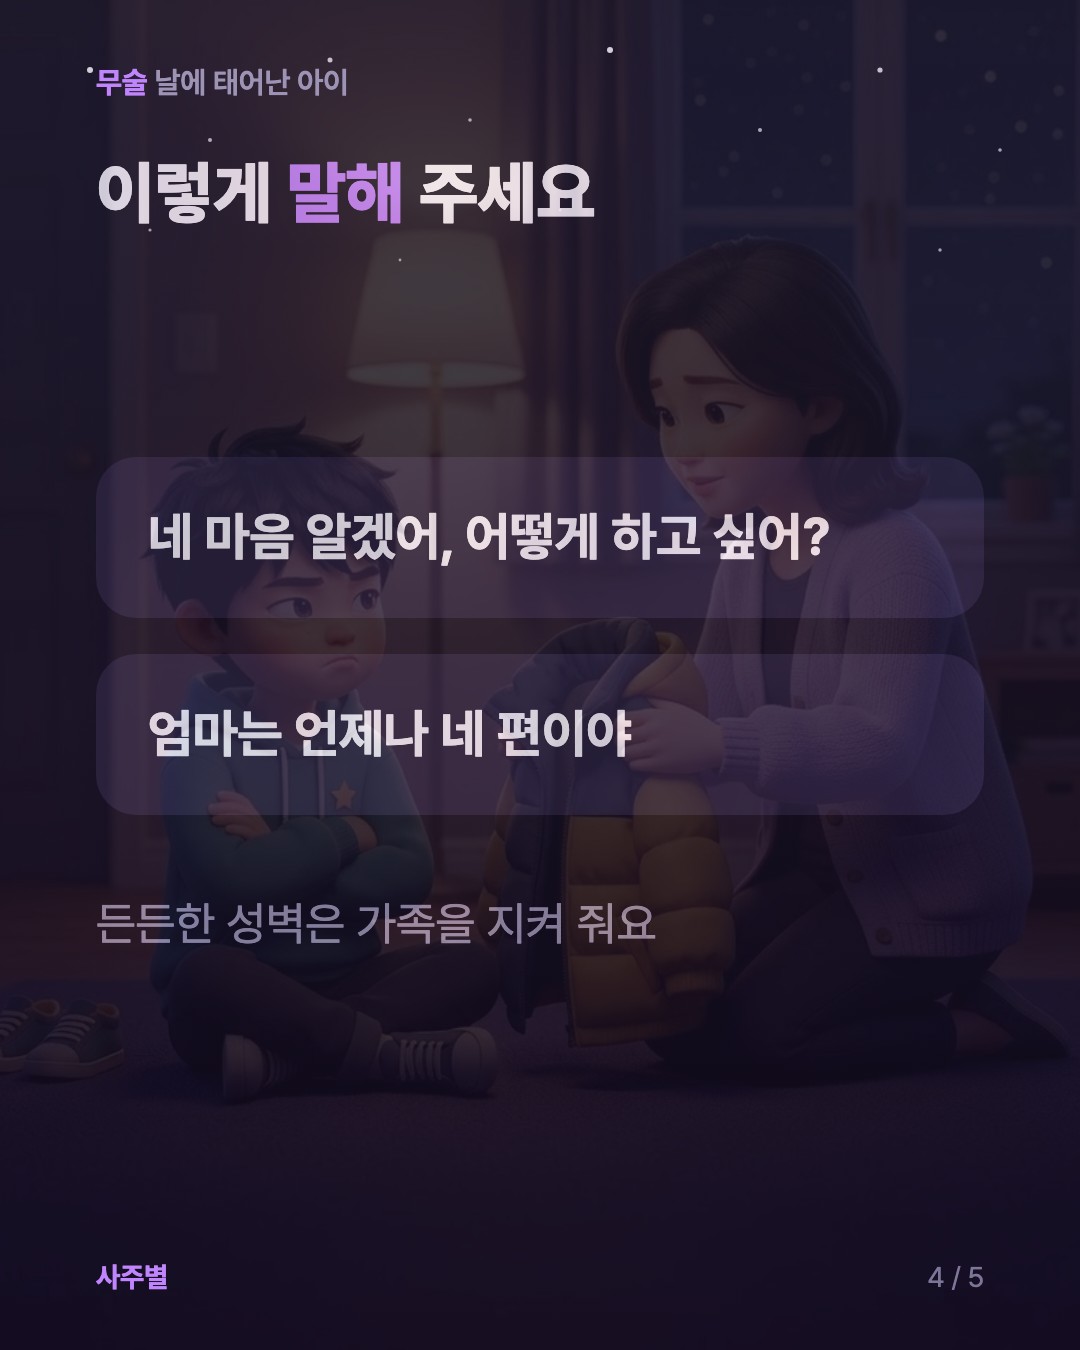 무술 날에 태어난 아이
이렇게 말해 주세요
네 마음 알겠어, 어떻게 하고 싶어?
엄마는 언제나 네 편이야
든든한 성벽은 가족을 지켜 줘요
사주별
4 / 5